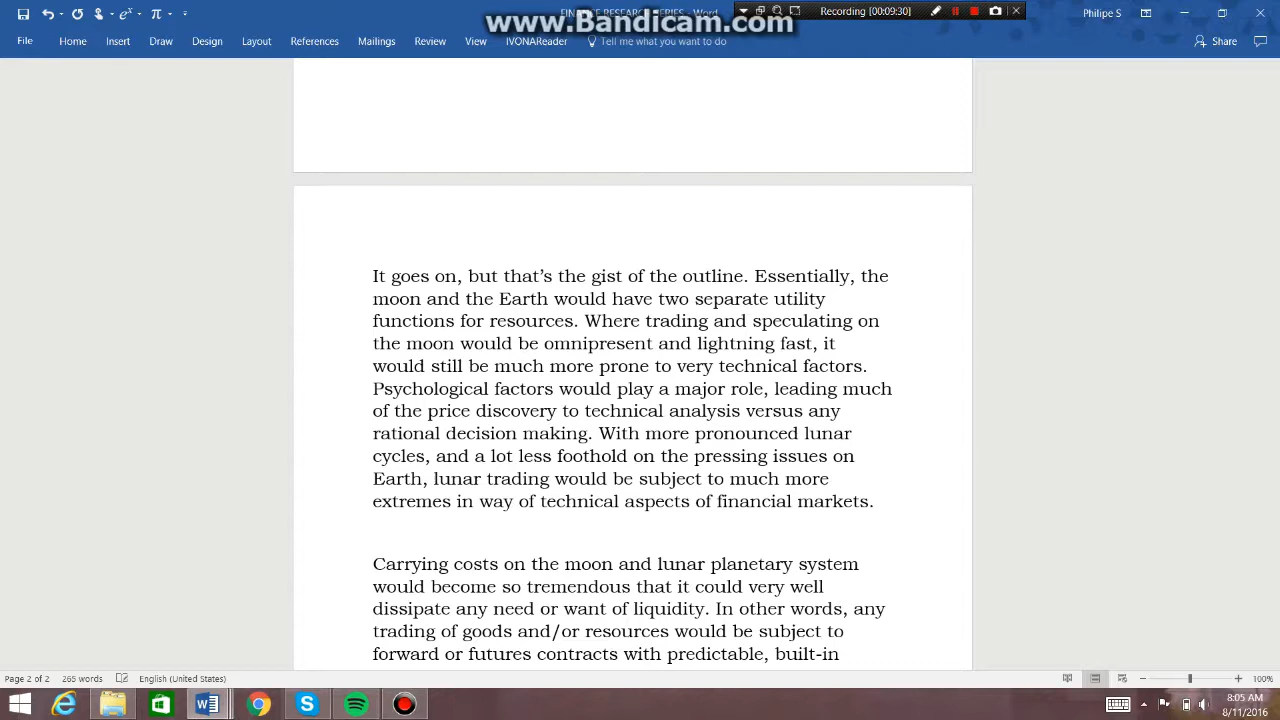 www.Bandicam.com
Recording [00:09:30]
Philipe S
File Home Insert Draw Design Layout References Mailings Review View IVONAReader Tell me what you want to do Share
It goes on, but that's the gist of the outline. Essentially, the
moon and the Earth would have two separate utility
functions for resources. Where trading and speculating on
the moon would be omnipresent and lightning fast, it
would still be much more prone to very technical factors.
Psychological factors would play a major role, leading much
of the price discovery to technical analysis versus any
rational decision making. With more pronounced lunar
cycles, and a lot less foothold on the pressing issues on
Earth, lunar trading would be subject to much more
extremes in way of technical aspects of financial markets.
Carrying costs on the moon and lunar planetary system
would become so tremendous that it could very well
dissipate any need or want of liquidity. In other words, any
trading of goods and/or resources would be subject to
forward or futures contracts with predictable, built-in
Page 2 of 2 265 words English (United States) 100%
8:05 AM
8/11/2016